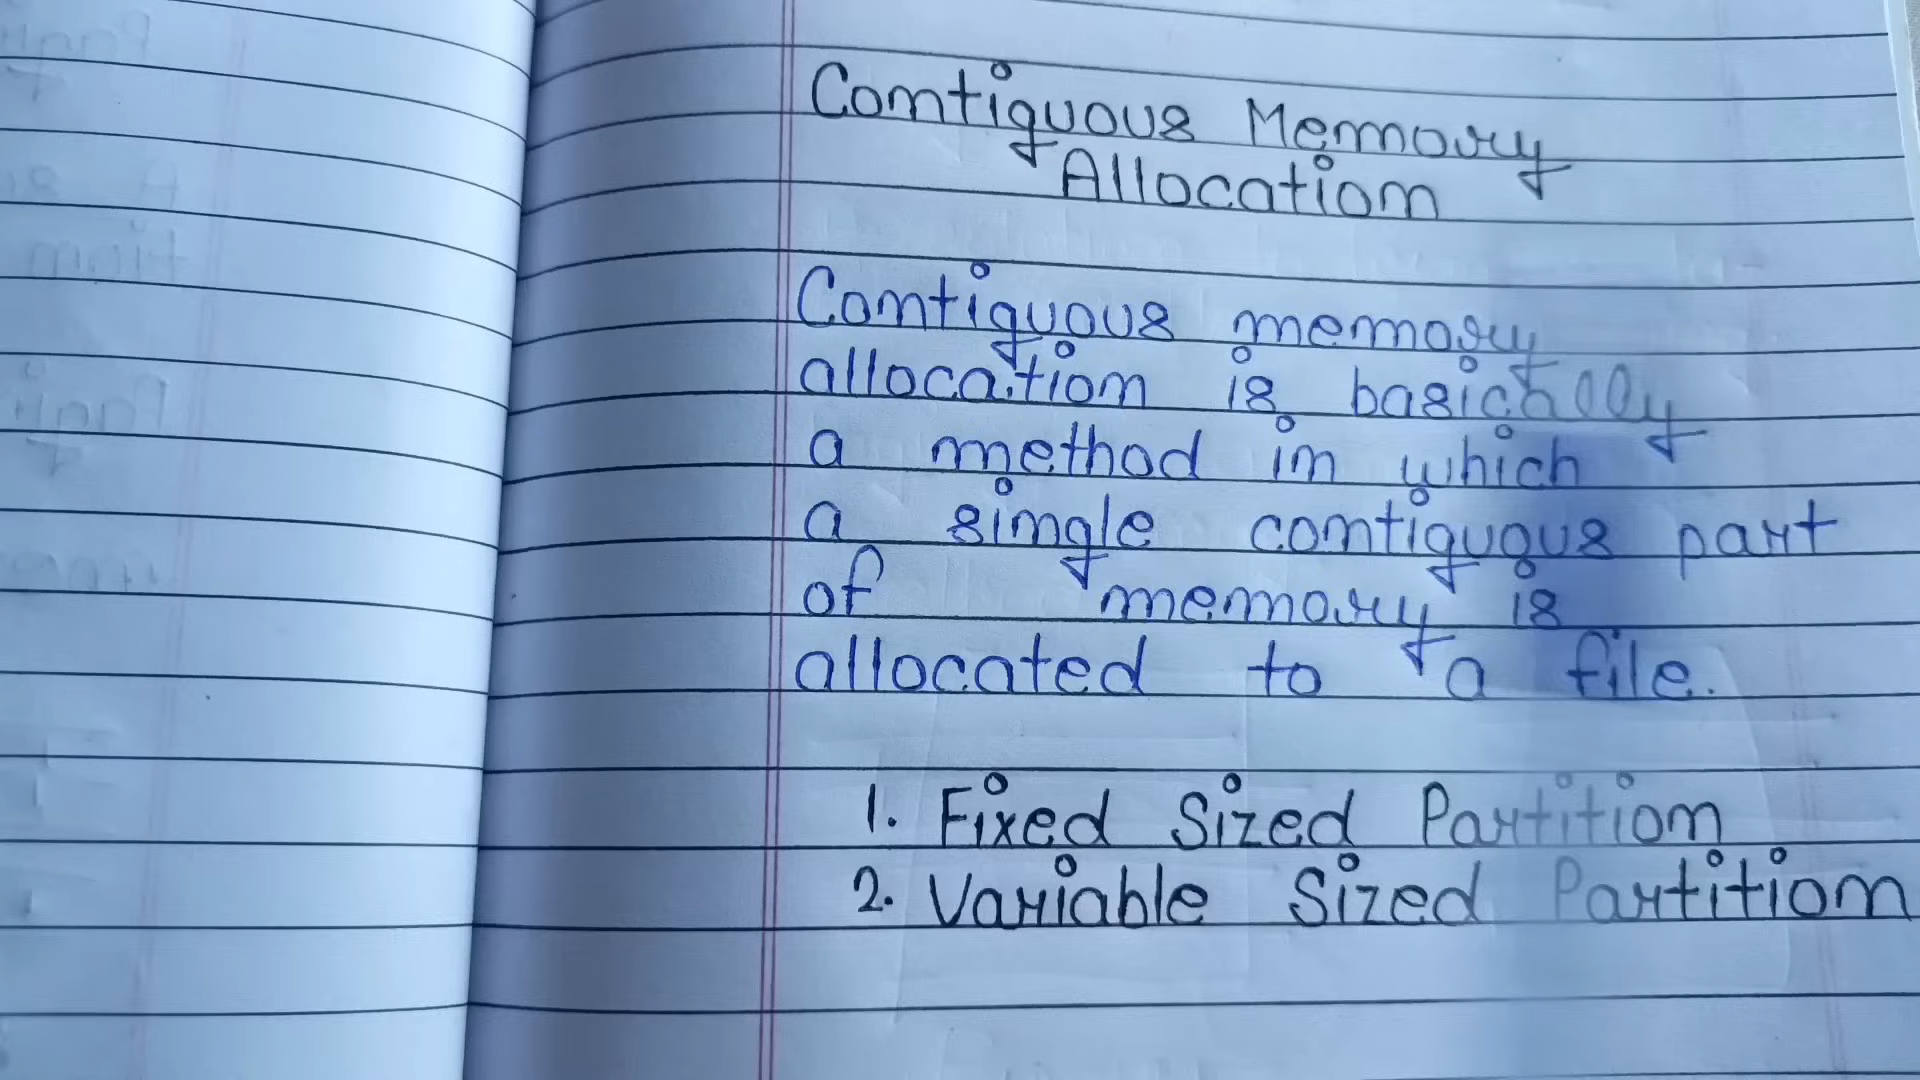 Contiguous Memory
Allocation
Contiguous memory
allocation is basically
a method in which
a single contiguous part
of memory is
allocated to a file.
1. Fixed Sized Partition
2. Variable Sized Partition